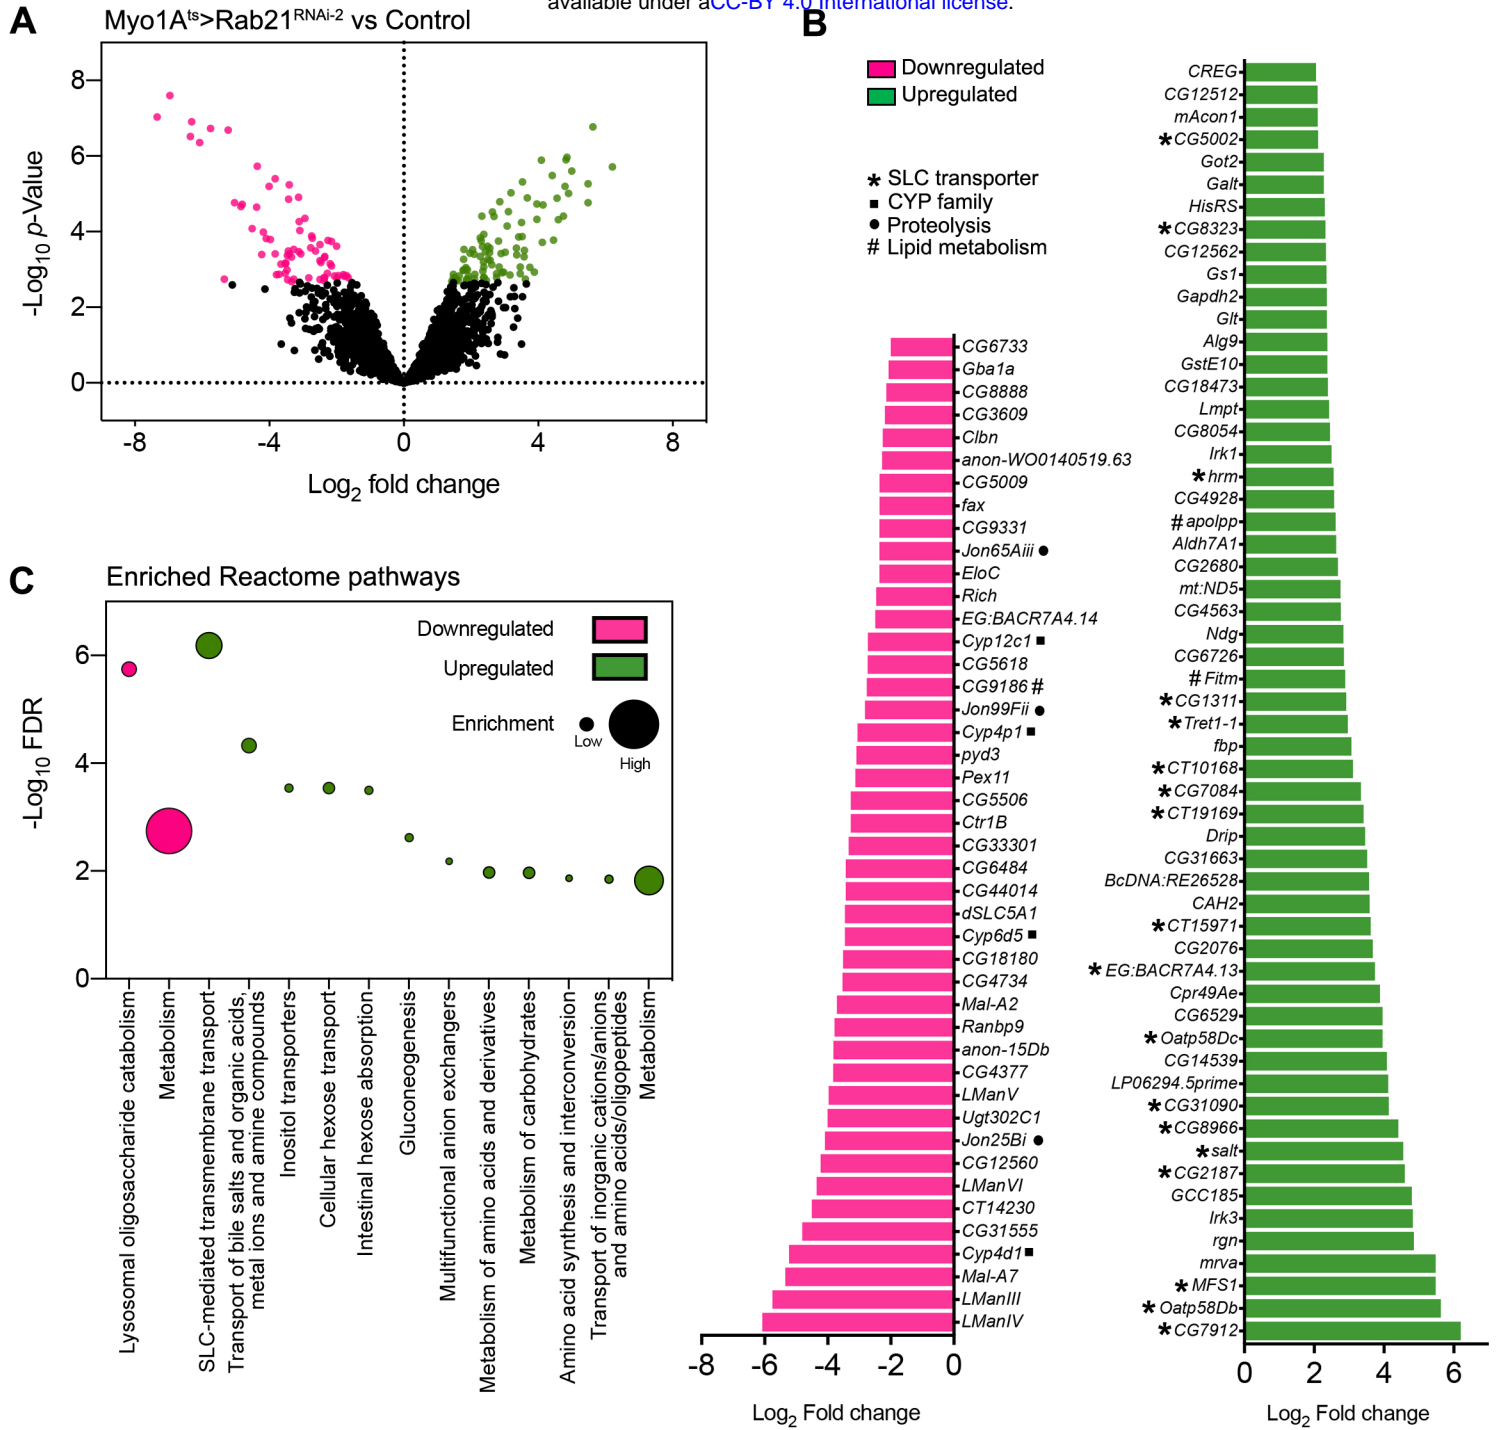 available under aCC-BY 4.0 International license.
A
Myo1Ats>Rab21RNAi-2 vs Control
-Log10 p-Value
8
6
4
2
0
-8
-4
0
4
8
Log2 fold change
B
Downregulated
Upregulated
* SLC transporter
■ CYP family
● Proteolysis
# Lipid metabolism
CG6733
Gba1a
CG8888
CG3609
Clbn
anon-WO0140519.63
CG5009
fax
CG9331
Jon65Aiii ●
EloC
Rich
EG:BACR7A4.14
Cyp12c1 ■
CG5618
CG9186 #
Jon99Fii ●
Cyp4p1 ■
pyd3
Pex11
CG5506
Ctr1B
CG33301
CG6484
CG44014
dSLC5A1
Cyp6d5 ■
CG18180
CG4734
Mal-A2
Ranbp9
anon-15Db
CG4377
LManV
Ugt302C1
Jon25Bi ●
CG12560
LManVI
CT14230
CG31555
Cyp4d1 ■
Mal-A7
LManIII
LManIV
-8
-6
-4
-2
0
Log2 Fold change
CREG
CG12512
mAcon1
*CG5002
Got2
Galt
HisRS
*CG8323
CG12562
Gs1
Gapdh2
Glt
Alg9
GstE10
CG18473
Lmpt
CG8054
Irk1
*hrm
CG4928
#apolpp
Aldh7A1
CG2680
mt:ND5
CG4563
Ndg
CG6726
#Fitm
*CG1311
*Tret1-1
fbp
*CT10168
*CG7084
*CT19169
Drip
CG31663
BcDNA:RE26528
CAH2
*CT15971
CG2076
*EG:BACR7A4.13
Cpr49Ae
CG6529
*Oatp58Dc
CG14539
LP06294.5prime
*CG31090
*CG8966
*salt
*CG2187
GCC185
Irk3
rgn
mrva
*MFS1
*Oatp58Db
*CG7912
0
2
4
6
Log2 Fold change
C
Enriched Reactome pathways
Downregulated
Upregulated
Enrichment
Low
High
-Log10 FDR
6
4
2
0
Lysosomal oligosaccharide catabolism
Metabolism
SLC-mediated transmembrane transport
Transport of bile salts and organic acids,
metal ions and amine compounds
Inositol transporters
Cellular hexose transport
Intestinal hexose absorption
Gluconeogenesis
Multifunctional anion exchangers
Metabolism of amino acids and derivatives
Metabolism of carbohydrates
Amino acid synthesis and interconversion
Transport of inorganic cations/anions
and amino acids/oligopeptides
Metabolism